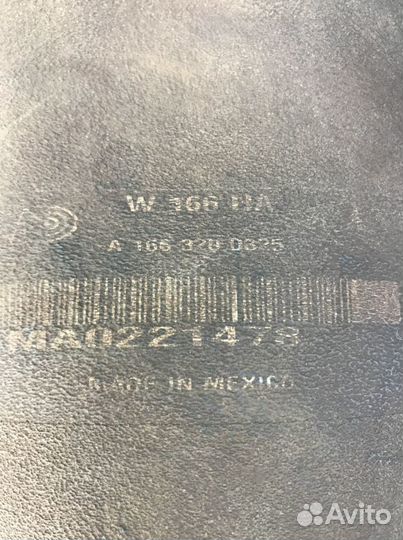 W 166 HA
A 166 320 0325
MA0221478
MADE IN MEXICO
Avito